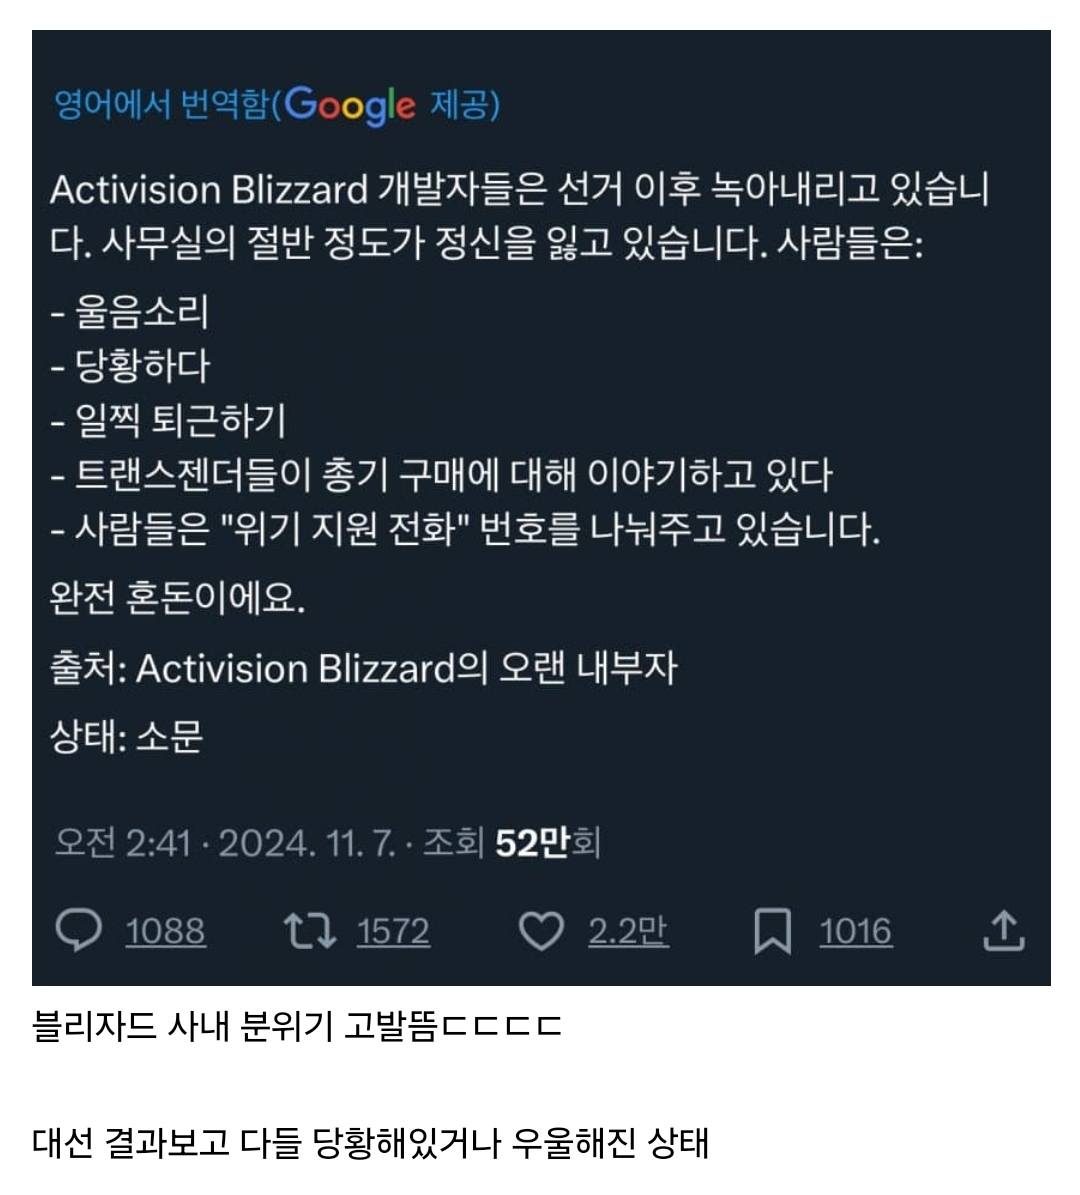 영어에서 번역함(Google 제공)
Activision Blizzard 개발자들은 선거 이후 녹아내리고 있습니
다. 사무실의 절반 정도가 정신을 잃고 있습니다. 사람들은:
- 울음소리
- 당황하다
- 일찍 퇴근하기
- 트랜스젠더들이 총기 구매에 대해 이야기하고 있다
- 사람들은 "위기 지원 전화" 번호를 나눠주고 있습니다.
완전 혼돈이에요.
출처: Activision Blizzard의 오랜 내부자
상태: 소문
오전 2:41 · 2024. 11. 7. · 조회 52만회
1088 1572 2.2만 1016
블리자드 사내 분위기 고발뜸ㄷㄷㄷㄷ
대선 결과보고 다들 당황해있거나 우울해진 상태